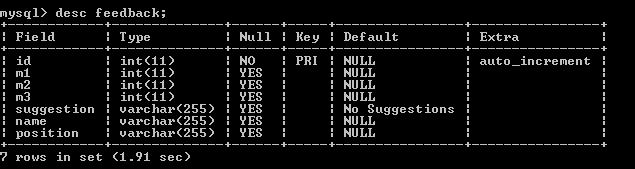 mysql> desc feedback;
+------------+--------------+------+-----+----------------+----------------+
| Field      | Type         | Null | Key | Default        | Extra          |
+------------+--------------+------+-----+----------------+----------------+
| id         | int(11)      | NO   | PRI | NULL           | auto_increment |
| m1         | int(11)      | YES  |     | NULL           |                |
| m2         | int(11)      | YES  |     | NULL           |                |
| m3         | int(11)      | YES  |     | NULL           |                |
| suggestion | varchar(255) | YES  |     | No Suggestions |                |
| name       | varchar(255) | YES  |     | NULL           |                |
| position   | varchar(255) | YES  |     | NULL           |                |
+------------+--------------+------+-----+----------------+----------------+
7 rows in set (1.91 sec)